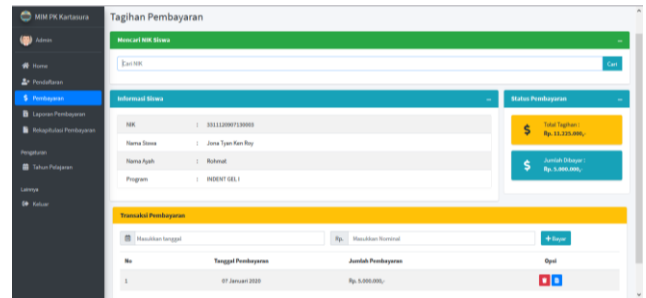 MIM PK Kartasura
Admin
Home
Pendaftaran
Pembayaran
Laporan Pembayaran
Rekapitulasi Pembayaran
Pengaturan
Tahun Pelajaran
Lainnya
Keluar
Tagihan Pembayaran
Mencari NIK Siswa
Cari NIK
Cari
Informasi Siswa
NIK : 3311120907130003
Nama Siswa : Jona Tyan Ken Roy
Nama Ayah : Rohmat
Program : INDENT GEL I
Status Pembayaran
Total Tagihan :
Rp. 13.235.000,-
Jumlah Dibayar :
Rp. 5.000.000,-
Transaksi Pembayaran
Masukkan tanggal
Rp. Masukkan Nominal
+ Bayar
No Tanggal Pembayaran Jumlah Pembayaran Opsi
1 07 Januari 2020 Rp. 5.000.000,-